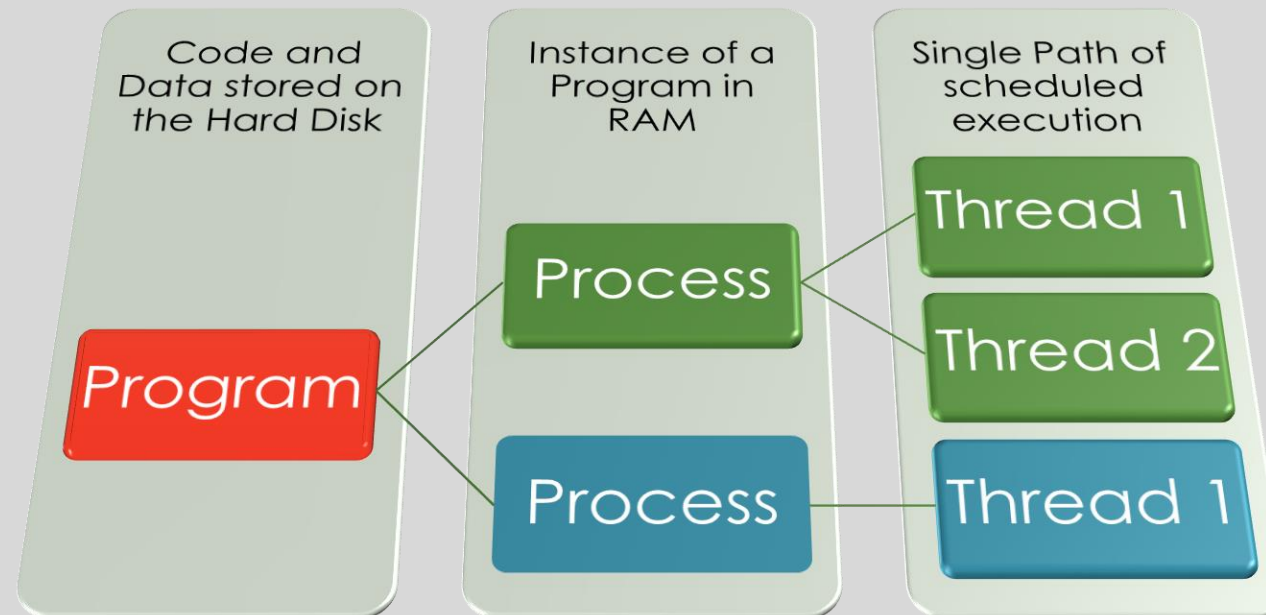 Code and
Data stored on
the Hard Disk
Program
Instance of a
Program in
RAM
Process
Process
Single Path of
scheduled
execution
Thread 1
Thread 2
Thread 1